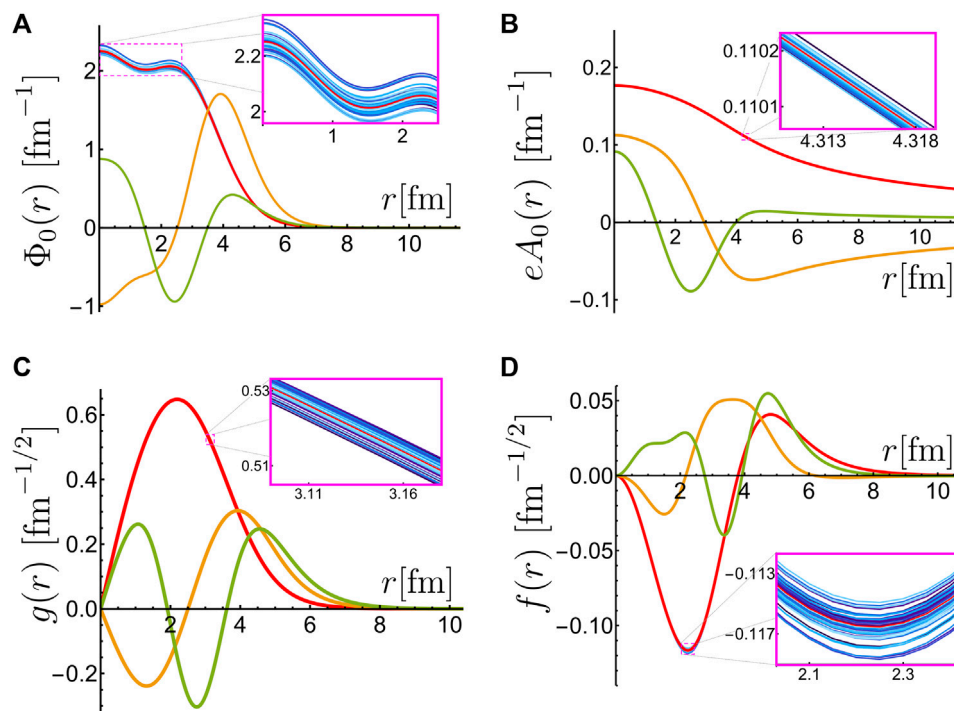 A
Φ₀(r) [fm⁻¹]
2
1
0
−1
2 4 6 8 10
r[fm]
2.2
2
1 2
B
eA₀(r) [fm⁻¹]
0.2
0.1
0
−0.1
2 4 6 8 10
r[fm]
0.1102
0.1101
4.313 4.318
C
g(r) [fm⁻¹/²]
0.6
0.4
0.2
0.0
−0.2
2 4 6 8 10
r[fm]
0.53
0.51
3.11 3.16
D
f(r) [fm⁻¹/²]
0.05
0.00
−0.05
−0.10
2 4 6 8 10
r[fm]
−0.113
−0.117
2.1 2.3